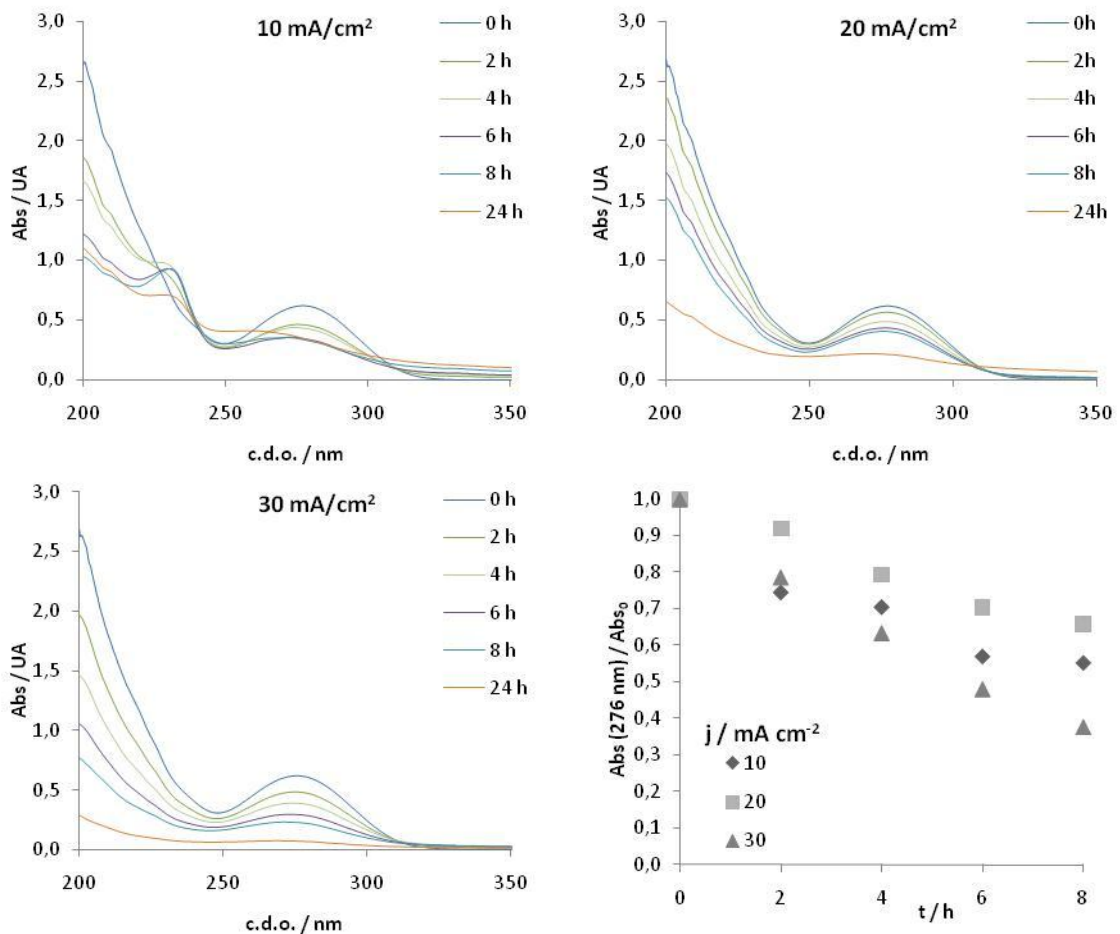 10 mA/cm²
3,0
2,5
2,0
1,5
1,0
0,5
0,0
Abs / UA
200 250 300 350
c.d.o. / nm
0 h
2 h
4 h
6 h
8 h
24 h
20 mA/cm²
3,0
2,5
2,0
1,5
1,0
0,5
0,0
Abs / UA
200 250 300 350
c.d.o. / nm
0h
2h
4h
6h
8h
24h
30 mA/cm²
3,0
2,5
2,0
1,5
1,0
0,5
0,0
Abs / UA
200 250 300 350
c.d.o. / nm
0 h
2 h
4 h
6 h
8 h
24 h
1,0
0,9
0,8
0,7
0,6
0,5
0,4
0,3
0,2
0,1
0,0
Abs (276 nm) / Abs₀
j / mA cm⁻²
10
20
30
0 2 4 6 8
t / h